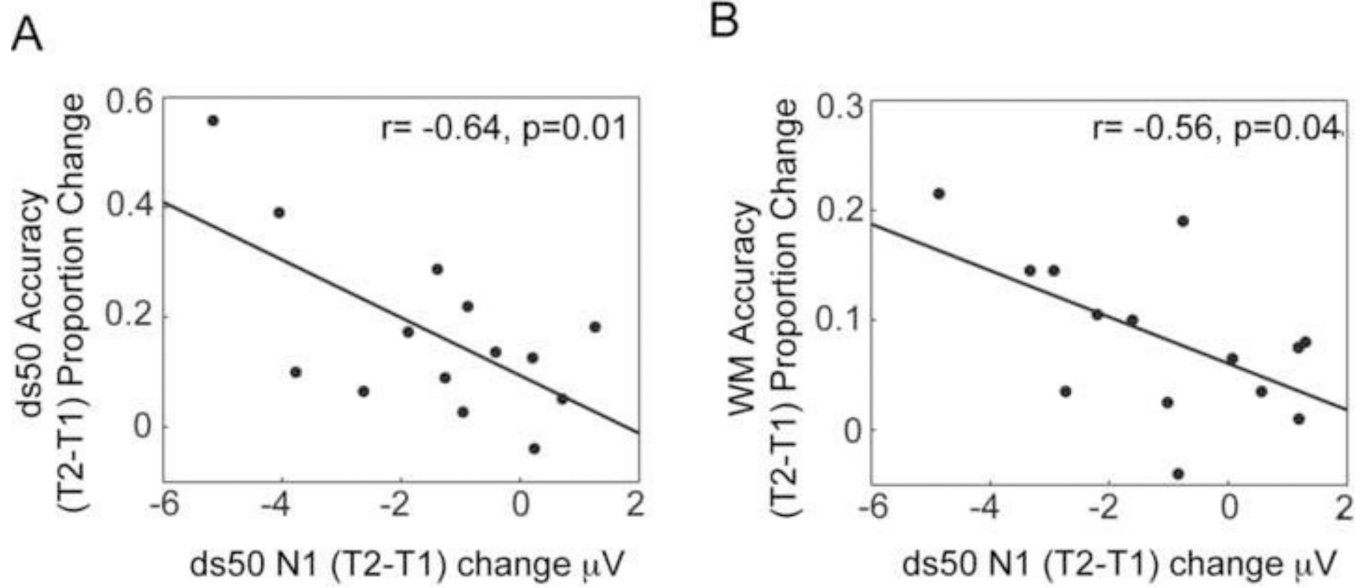 A
ds50 Accuracy
(T2-T1) Proportion Change
0.6
0.4
0.2
0
r= -0.64, p=0.01
-6
-4
-2
0
2
ds50 N1 (T2-T1) change μV
B
WM Accuracy
(T2-T1) Proportion Change
0.3
0.2
0.1
0
r= -0.56, p=0.04
-6
-4
-2
0
2
ds50 N1 (T2-T1) change μV